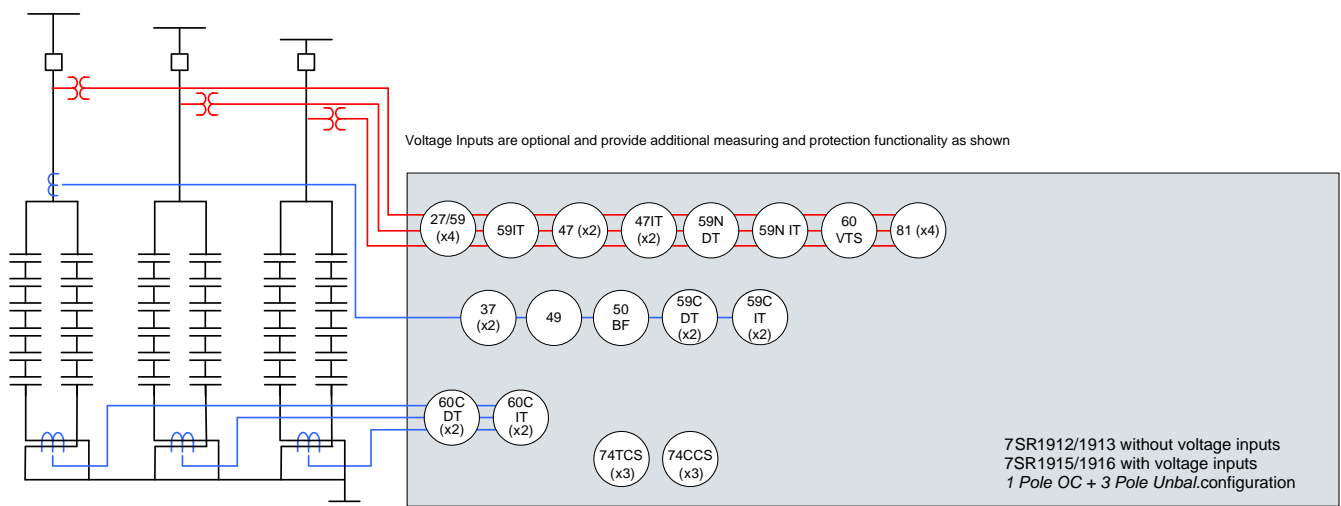 Voltage Inputs are optional and provide additional measuring and protection functionality as shown
27/59
(x4)
59IT
47 (x2)
47IT
(x2)
59N
DT
59N IT
60
VTS
81 (x4)
37
(x2)
49
50
BF
59C
DT
(x2)
59C
IT
(x2)
60C
DT
(x2)
60C
IT
(x2)
74TCS
(x3)
74CCS
(x3)
7SR1912/1913 without voltage inputs
7SR1915/1916 with voltage inputs
1 Pole OC + 3 Pole Unbal.configuration